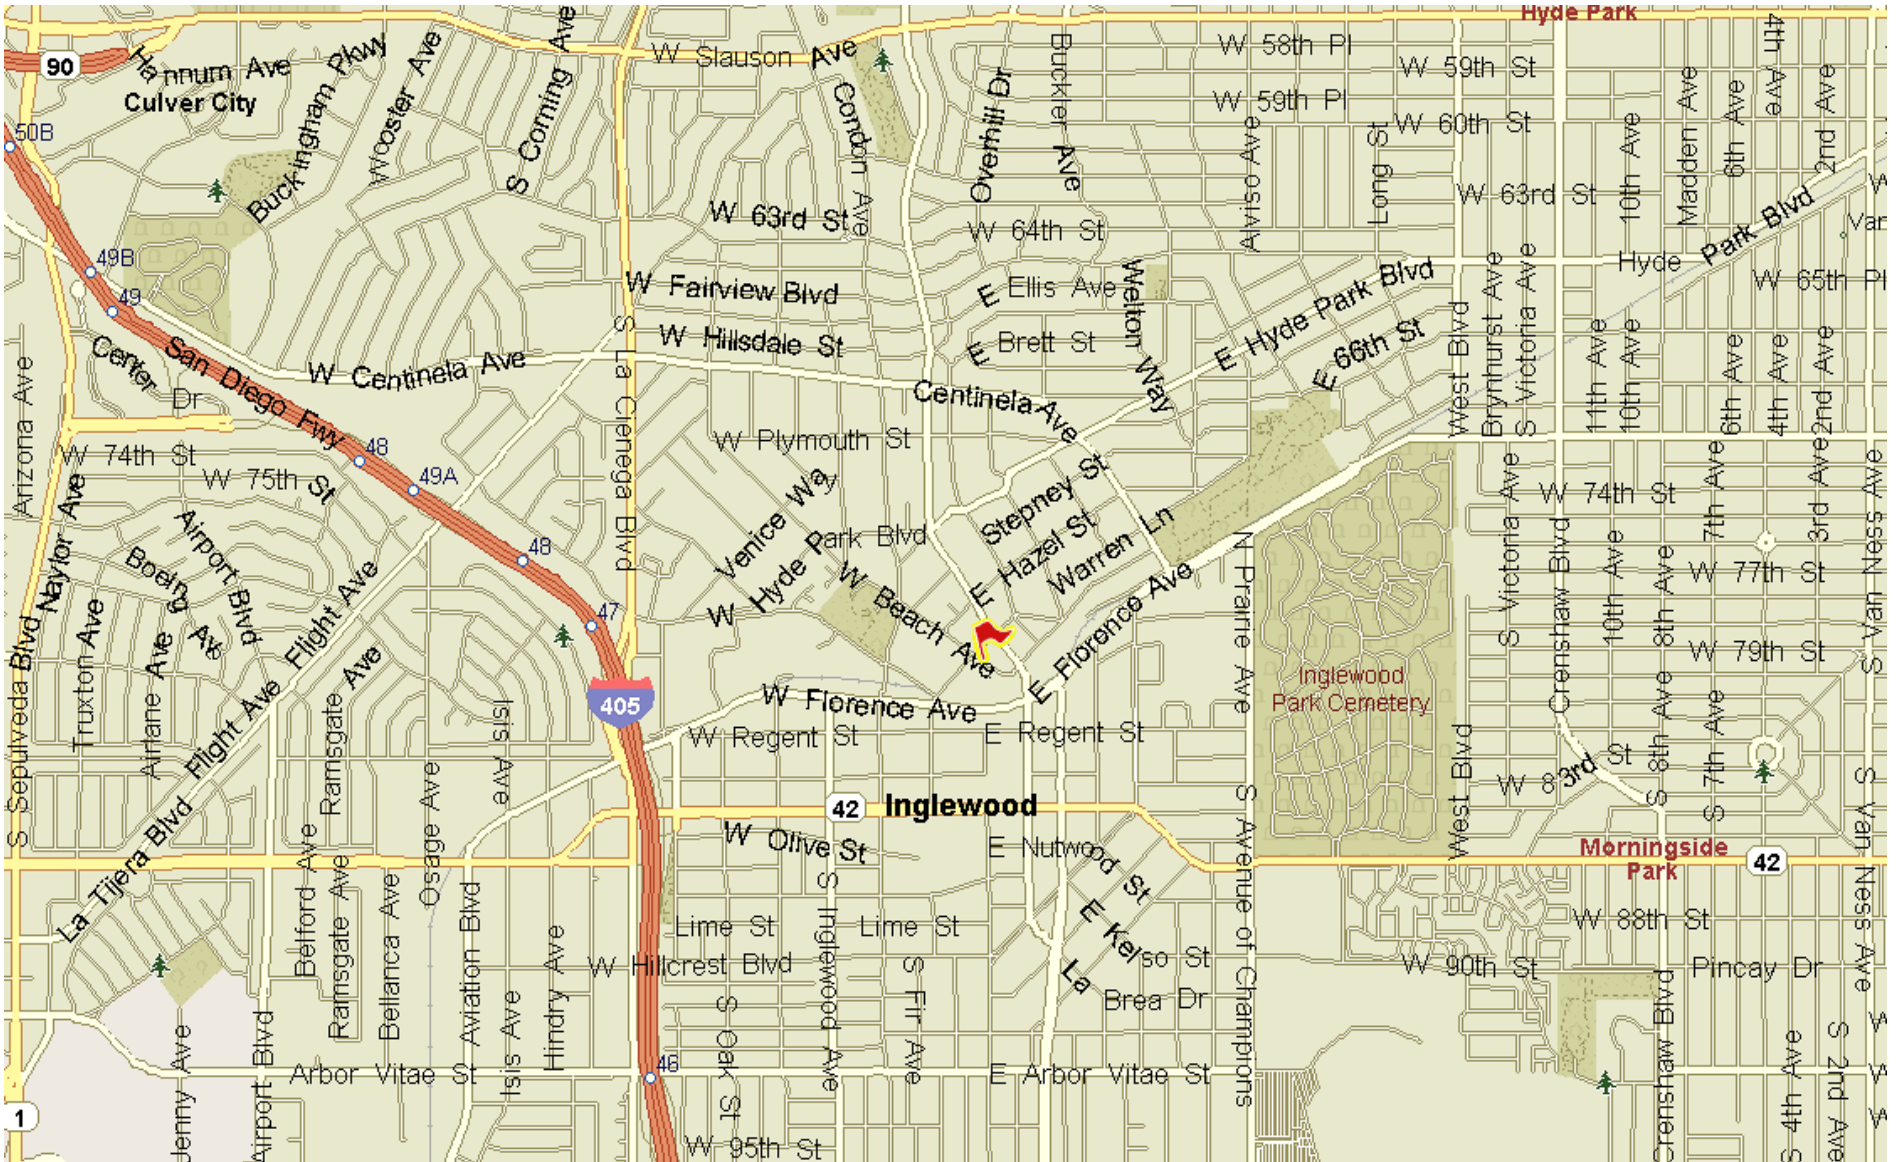 Hyde Park
W Slauson Ave
W 58th Pl
4th Ave
90
Hannum Ave
Culver City
Buckingham Pkwy
Wooster Ave
S Corning Ave
Condon Ave
Overhill Dr
Buckler Ave
W 59th St
W 59th Pl
W 60th St
Aviso Ave
Long St
10th Ave
Madden Ave
6th Ave
2nd Ave
50B
W 63rd St
W 63rd St
W 64th St
Hyde Park Blvd
W
Van
49B
49
W Fairview Blvd
E Ellis Ave
Welton Way
E Hyde Park Blvd
W 65th Pl
W Hillsdale St
E Brett St
E 66th St
West Blvd
Brynhurst Ave
S Victoria Ave
11th Ave
10th Ave
6th Ave
4th Ave
2nd Ave
Center Dr
San Diego Fwy
W Centinela Ave
Centinela Ave
S La Cienega Blvd
Arizona Ave
W 74th St
W 75th St
48
49A
W Plymouth St
Venice Way
W Hyde Park Blvd
Stepney St
E Hazel St
Warren Ln
S Victoria Ave
W 74th St
7th Ave
3rd Ave
S Van Ness Ave
Naylor Ave
Airport Blvd
Boeing Ave
Flight Ave
48
47
W Beach Ave
E Florence Ave
N Prairie Ave
Crenshaw Blvd
10th Ave
8th Ave
W 77th St
W 79th St
S Sepulveda Blvd
Truxton Ave
Airlane Ave
Flight Ave
Ramsgate Ave
Isis Ave
405
W Florence Ave
Inglewood
Park Cemetery
W Regent St
E Regent St
West Blvd
W 83rd St
S 8th Ave
S 7th Ave
S Van Ness Ave
42
Inglewood
La Tijera Blvd
Belford Ave
Ramsgate Ave
Bellanca Ave
Osage Ave
Aviation Blvd
W Olive St
E Nutwood St
Morningside
Park
42
S Inglewood Ave
S Avenue of Champions
Lime St
Lime St
E Kelso St
W 88th St
Hindry Ave
W Hillcrest Blvd
S Fir Ave
La Brea Dr
W 90th St
Pincay Dr
Isis Ave
S Oak St
Crenshaw Blvd
S 4th Ave
S 2nd Ave
W
Jenny Ave
Airport Blvd
Arbor Vitae St
46
E Arbor Vitae St
W
1
W 95th St
W